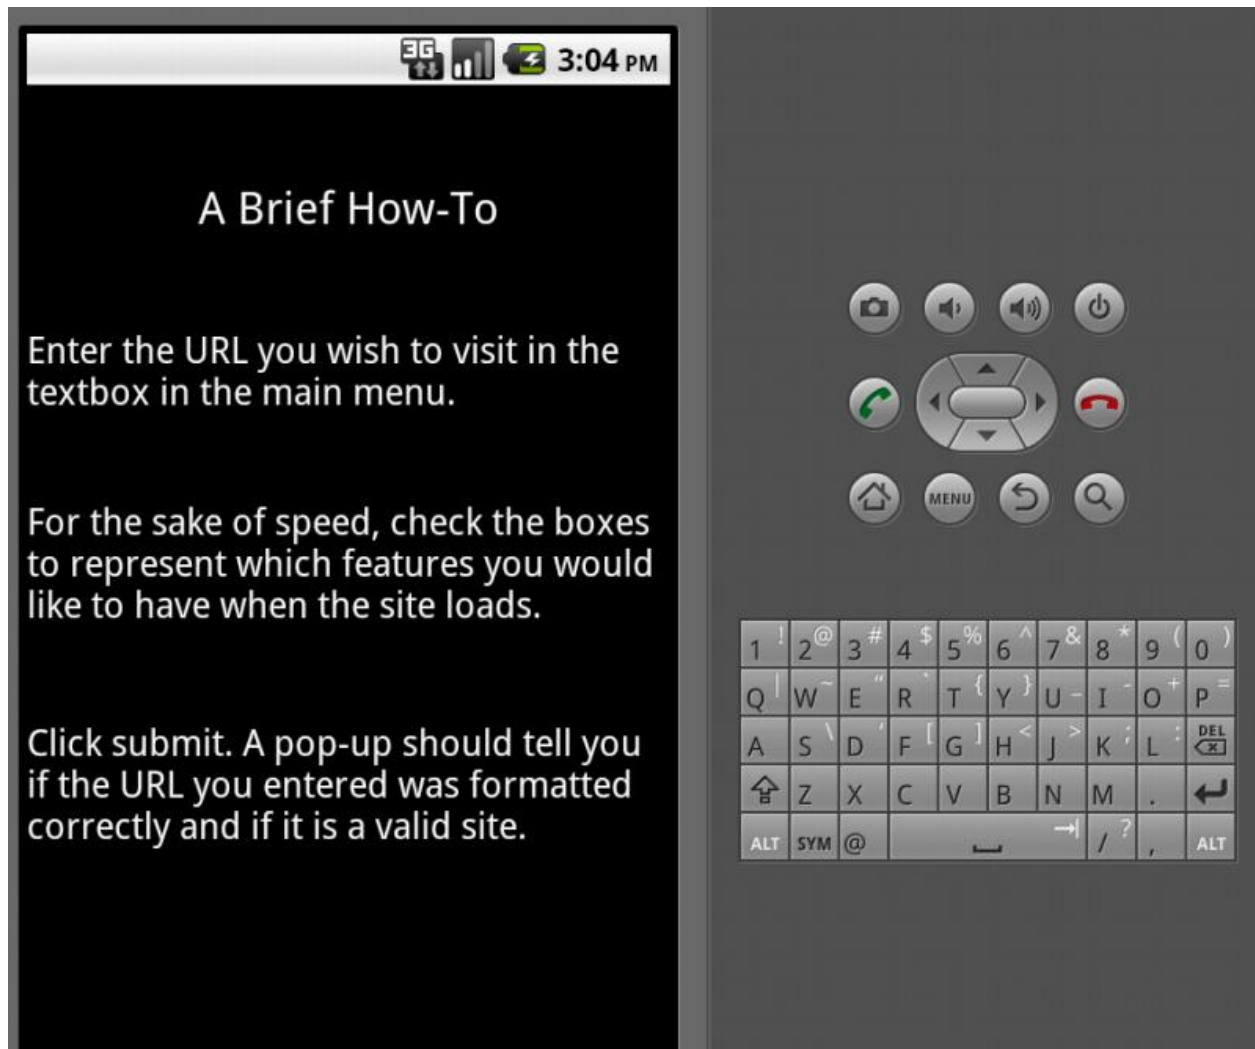 3G 3:04 PM
A Brief How-To
Enter the URL you wish to visit in the
textbox in the main menu.
For the sake of speed, check the boxes
to represent which features you would
like to have when the site loads.
Click submit. A pop-up should tell you
if the URL you entered was formatted
correctly and if it is a valid site.
MENU
1 ! 2 @ 3 # 4 $ 5 % 6 ^ 7 & 8 * 9 ( 0 )
Q | W ~ E " R ` T { Y } U _ I - O + P =
A S \ D ' F [ G ] H < J > K ; L : DEL
Z X C V B N M .
ALT SYM @ / ? , ALT